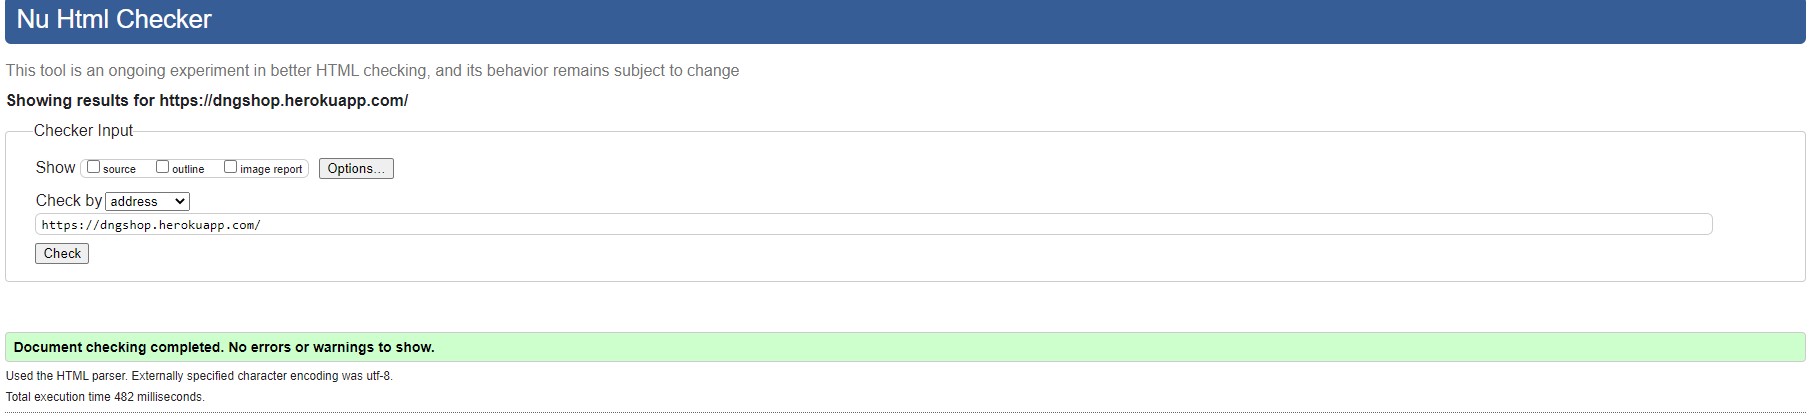 Nu Html Checker
This tool is an ongoing experiment in better HTML checking, and its behavior remains subject to change
Showing results for https://dngshop.herokuapp.com/
Checker Input
Show source outline image report Options...
Check by address
https://dngshop.herokuapp.com/
Check
Document checking completed. No errors or warnings to show.
Used the HTML parser. Externally specified character encoding was utf-8.
Total execution time 482 milliseconds.